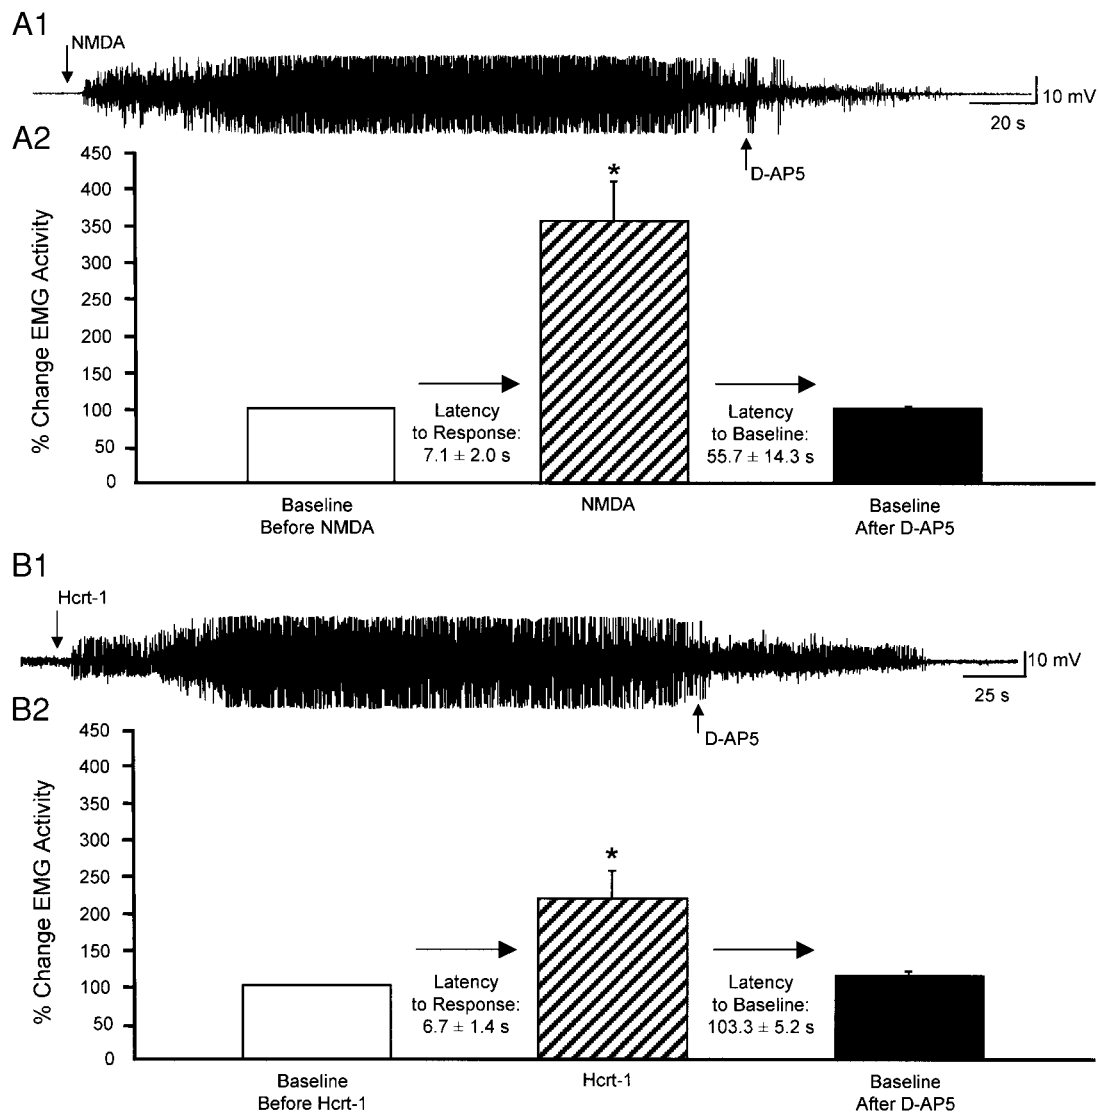 A1
NMDA
10 mV
20 s
D-AP5
A2
% Change EMG Activity
450
400
350
300
250
200
150
100
50
0
*
Latency
to Response:
7.1 ± 2.0 s
Latency
to Baseline:
55.7 ± 14.3 s
Baseline
Before NMDA
NMDA
Baseline
After D-AP5
B1
Hcrt-1
10 mV
25 s
D-AP5
B2
% Change EMG Activity
450
400
350
300
250
200
150
100
50
0
*
Latency
to Response:
6.7 ± 1.4 s
Latency
to Baseline:
103.3 ± 5.2 s
Baseline
Before Hcrt-1
Hcrt-1
Baseline
After D-AP5